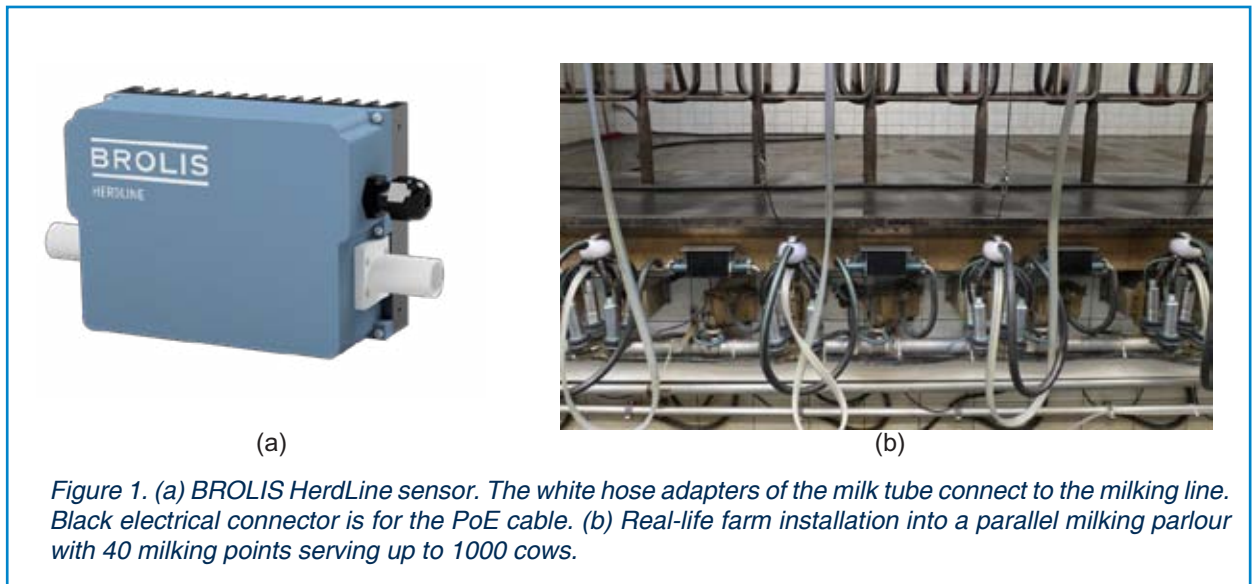 BROLIS
HERDLINE
(a)
(b)
Figure 1. (a) BROLIS HerdLine sensor. The white hose adapters of the milk tube connect to the milking line.
Black electrical connector is for the PoE cable. (b) Real-life farm installation into a parallel milking parlour
with 40 milking points serving up to 1000 cows.